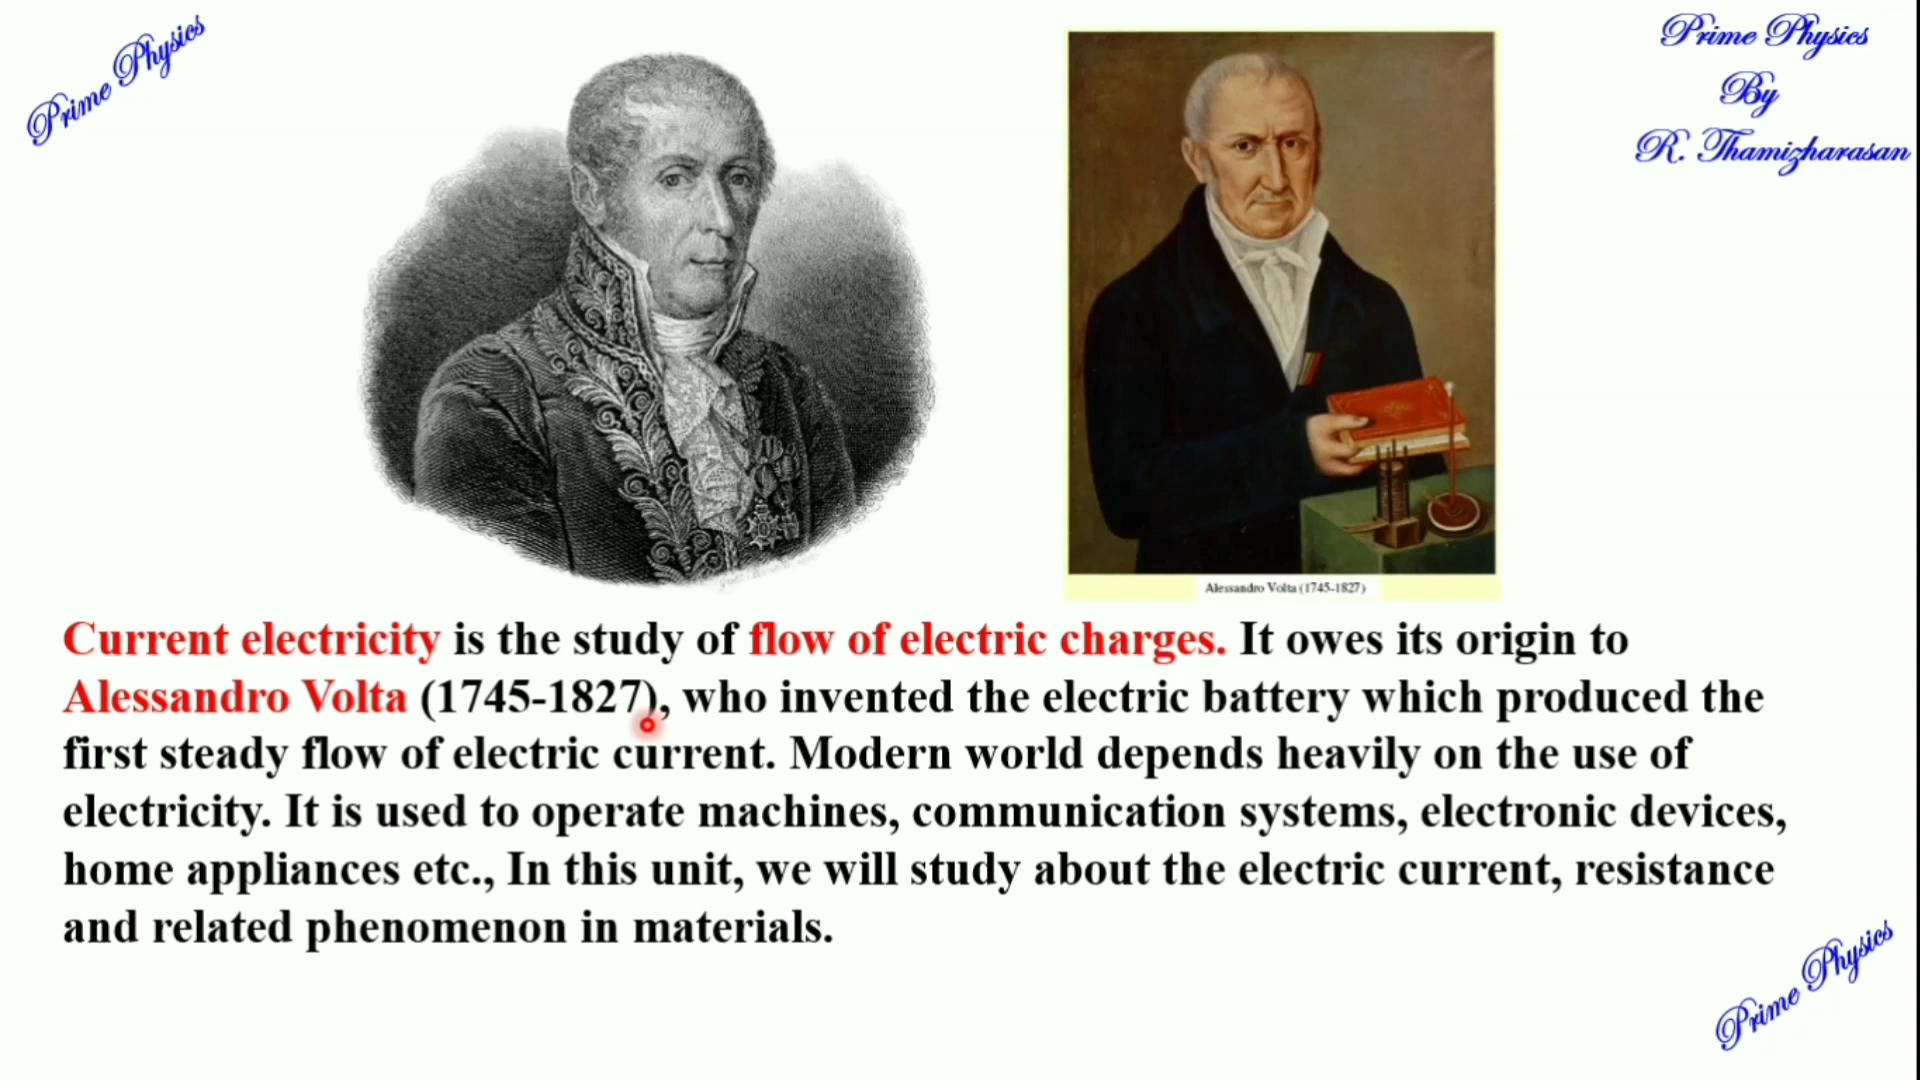 Prime Physics
Prime Physics
By
R. Thamizharasan
Alessandro Volta (1745-1827)
Current electricity is the study of flow of electric charges. It owes its origin to
Alessandro Volta (1745-1827), who invented the electric battery which produced the
first steady flow of electric current. Modern world depends heavily on the use of
electricity. It is used to operate machines, communication systems, electronic devices,
home appliances etc., In this unit, we will study about the electric current, resistance
and related phenomenon in materials.
Prime Physics